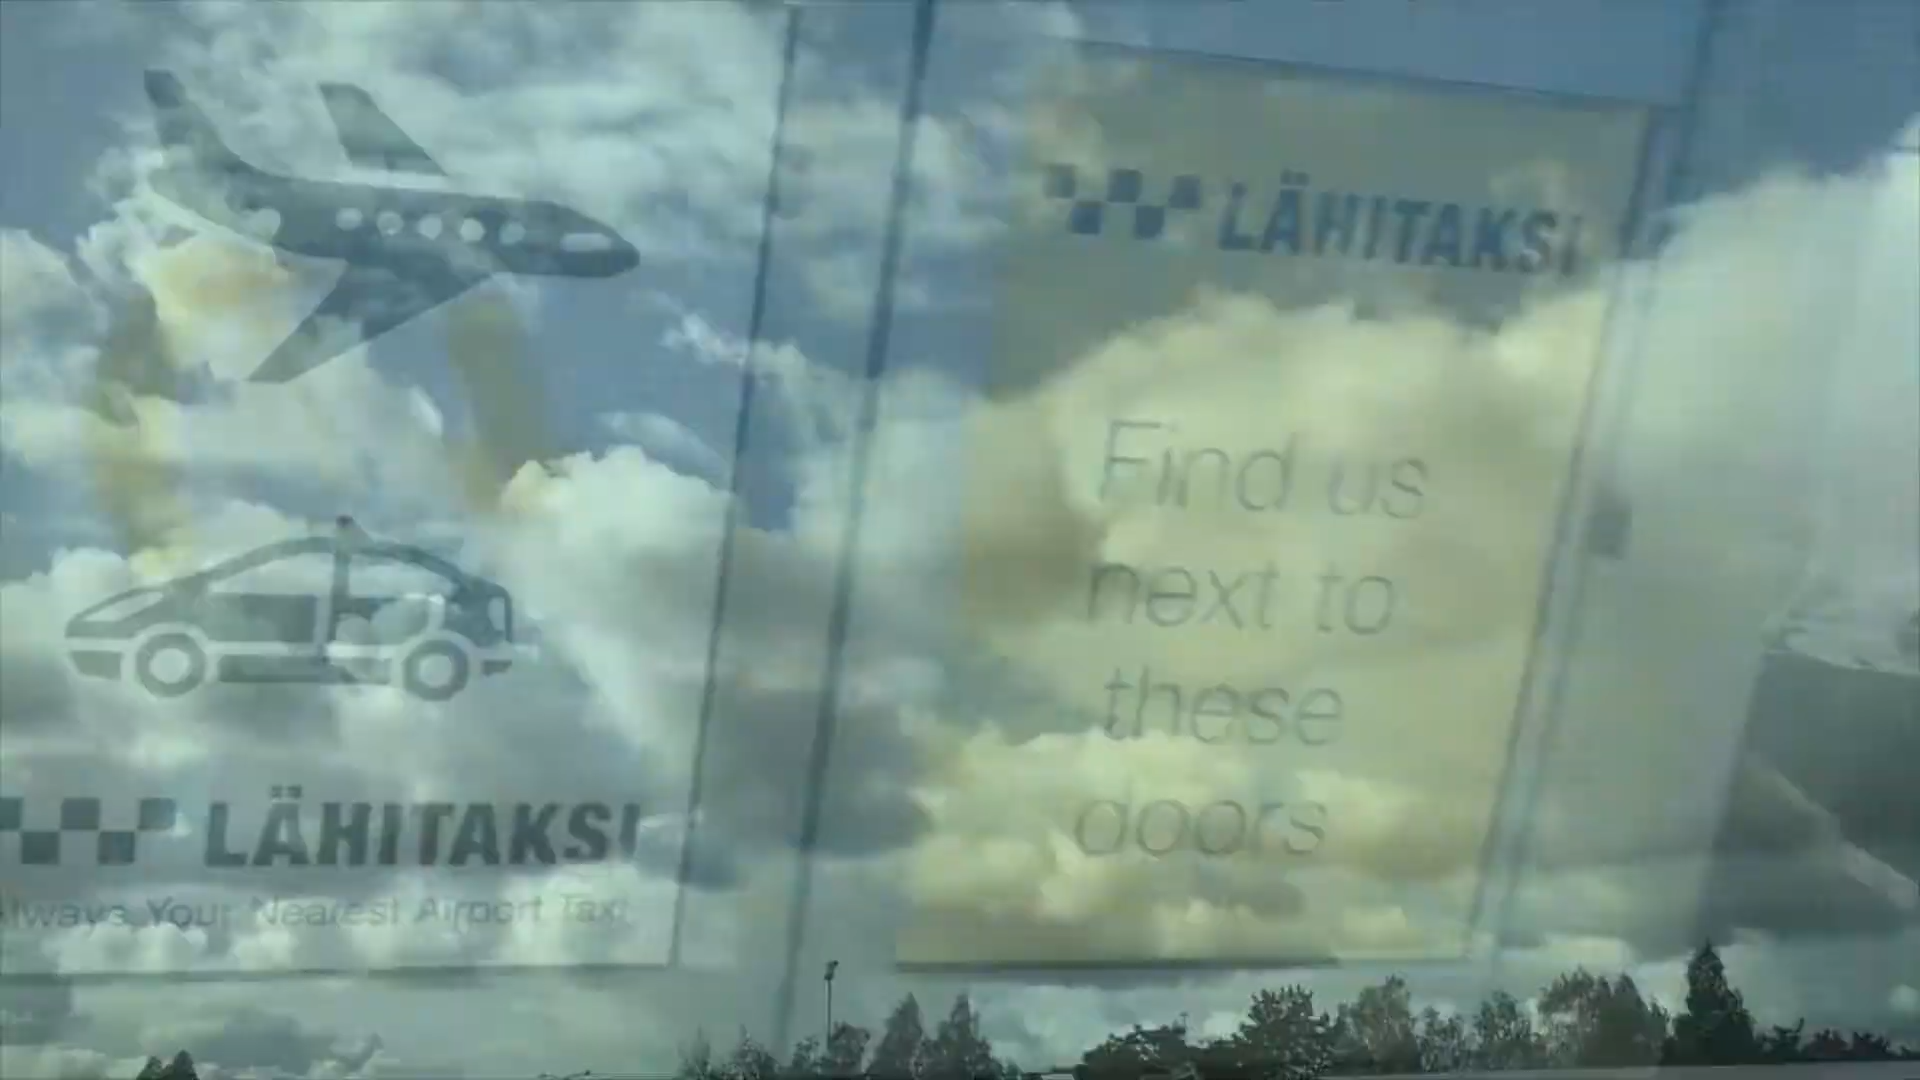 LÄHITAKSI
Always Your Nearest Airport Taxi
LÄHITAKSI
Find us
next to
these
doors